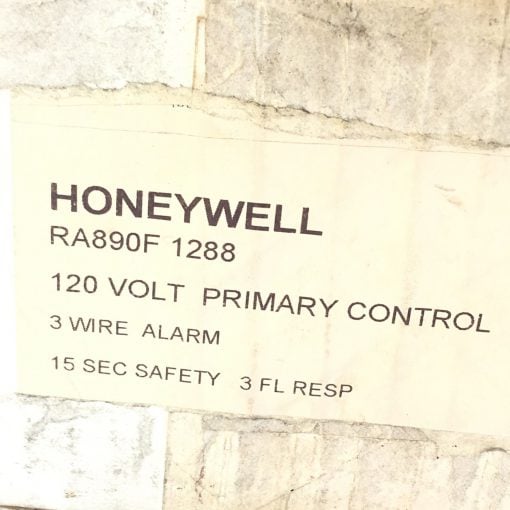 HONEYWELL
RA890F 1288
120 VOLT PRIMARY CONTROL
3 WIRE ALARM
15 SEC SAFETY 3 FL RESP